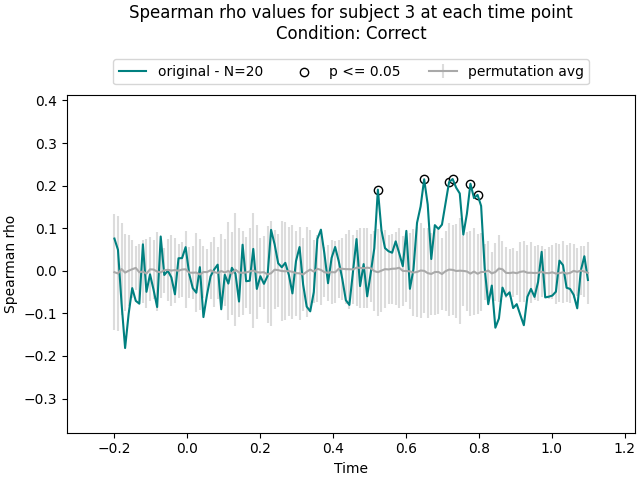 Spearman rho values for subject 3 at each time point
Condition: Correct
original - N=20
p <= 0.05
permutation avg
Spearman rho
0.4
0.3
0.2
0.1
0.0
−0.1
−0.2
−0.3
−0.2
0.0
0.2
0.4
0.6
0.8
1.0
1.2
Time